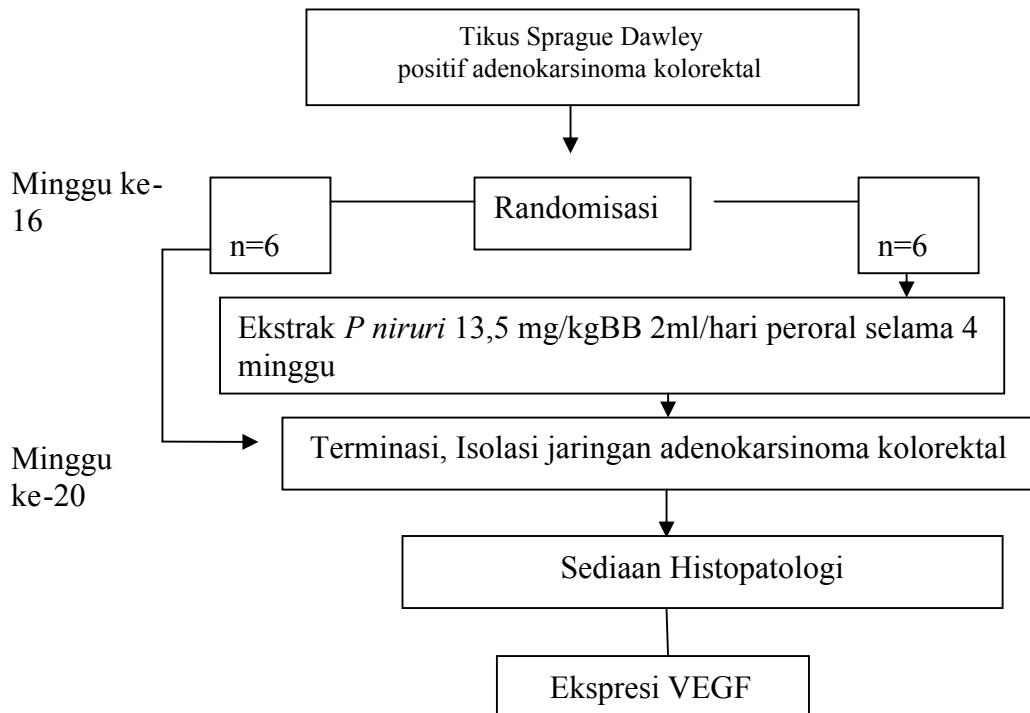 Tikus Sprague Dawley
positif adenokarsinoma kolorektal
Minggu ke-
16
n=6
Randomisasi
n=6
Ekstrak P niruri 13,5 mg/kgBB 2ml/hari peroral selama 4
minggu
Minggu
ke-20
Terminasi, Isolasi jaringan adenokarsinoma kolorektal
Sediaan Histopatologi
Ekspresi VEGF